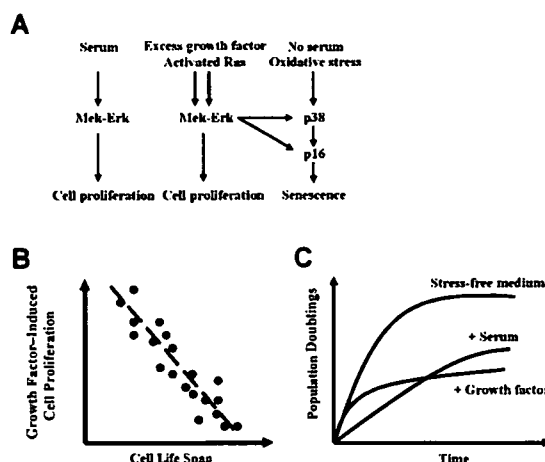 A
Serum
Excess growth factor
Activated Ras
No serum
Oxidative stress
Mek-Erk
Mek-Erk
p38
p16
Cell proliferation
Cell proliferation
Senescence
B
Growth Factor–Induced
Cell Proliferation
Cell Life Span
C
Population Doublings
Stress-free medium
+ Serum
+ Growth factor
Time